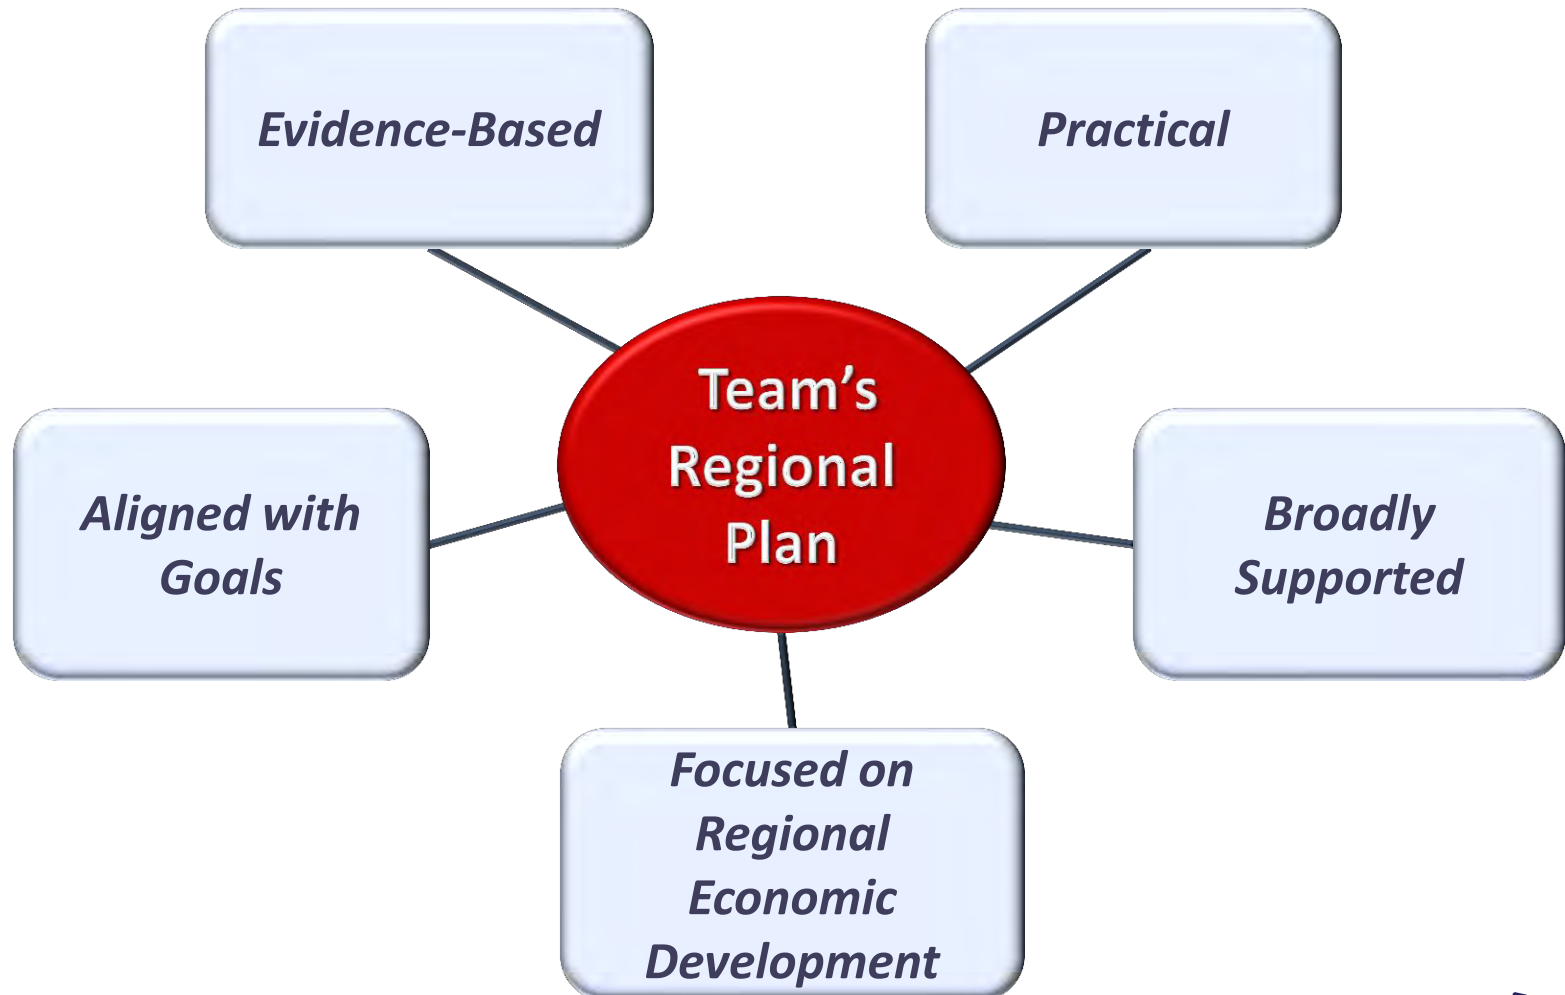 Evidence-Based
Practical
Team’s
Regional
Plan
Aligned with
Goals
Broadly
Supported
Focused on
Regional
Economic
Development